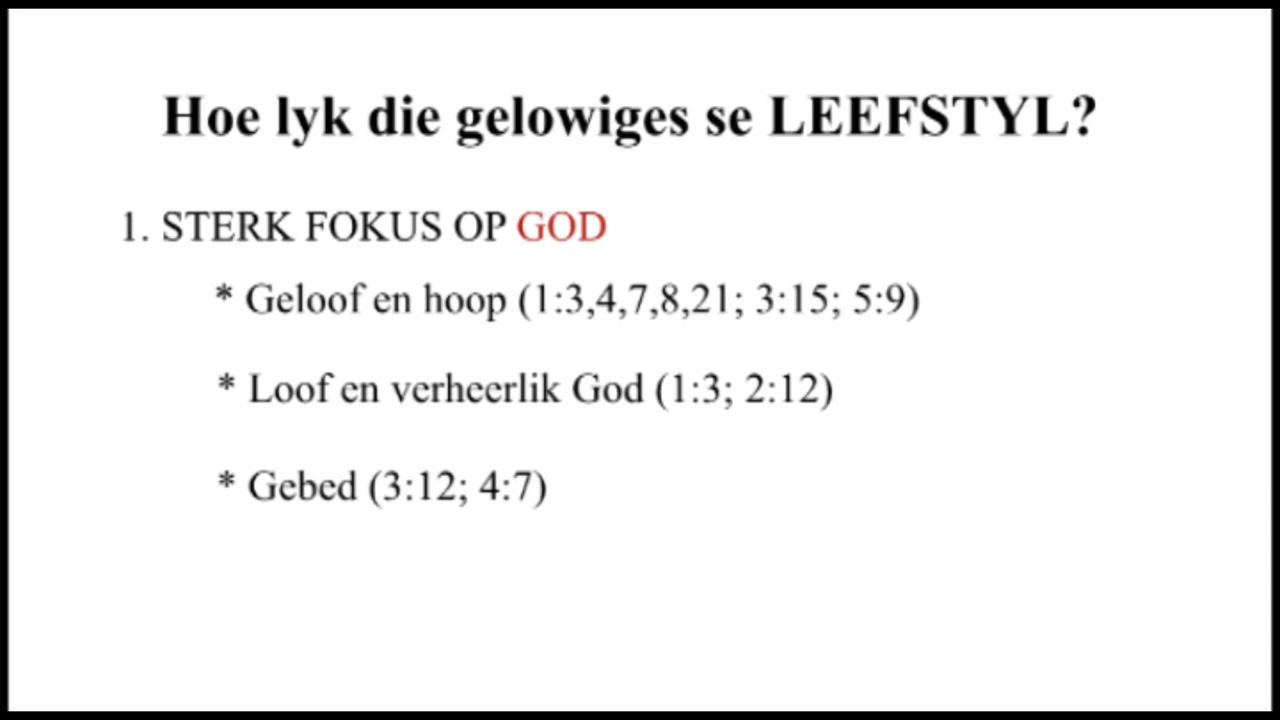 Hoe lyk die gelowiges se LEEFSTYL?
1. STERK FOKUS OP GOD
* Geloof en hoop (1:3,4,7,8,21; 3:15; 5:9)
* Loof en verheerlik God (1:3; 2:12)
* Gebed (3:12; 4:7)